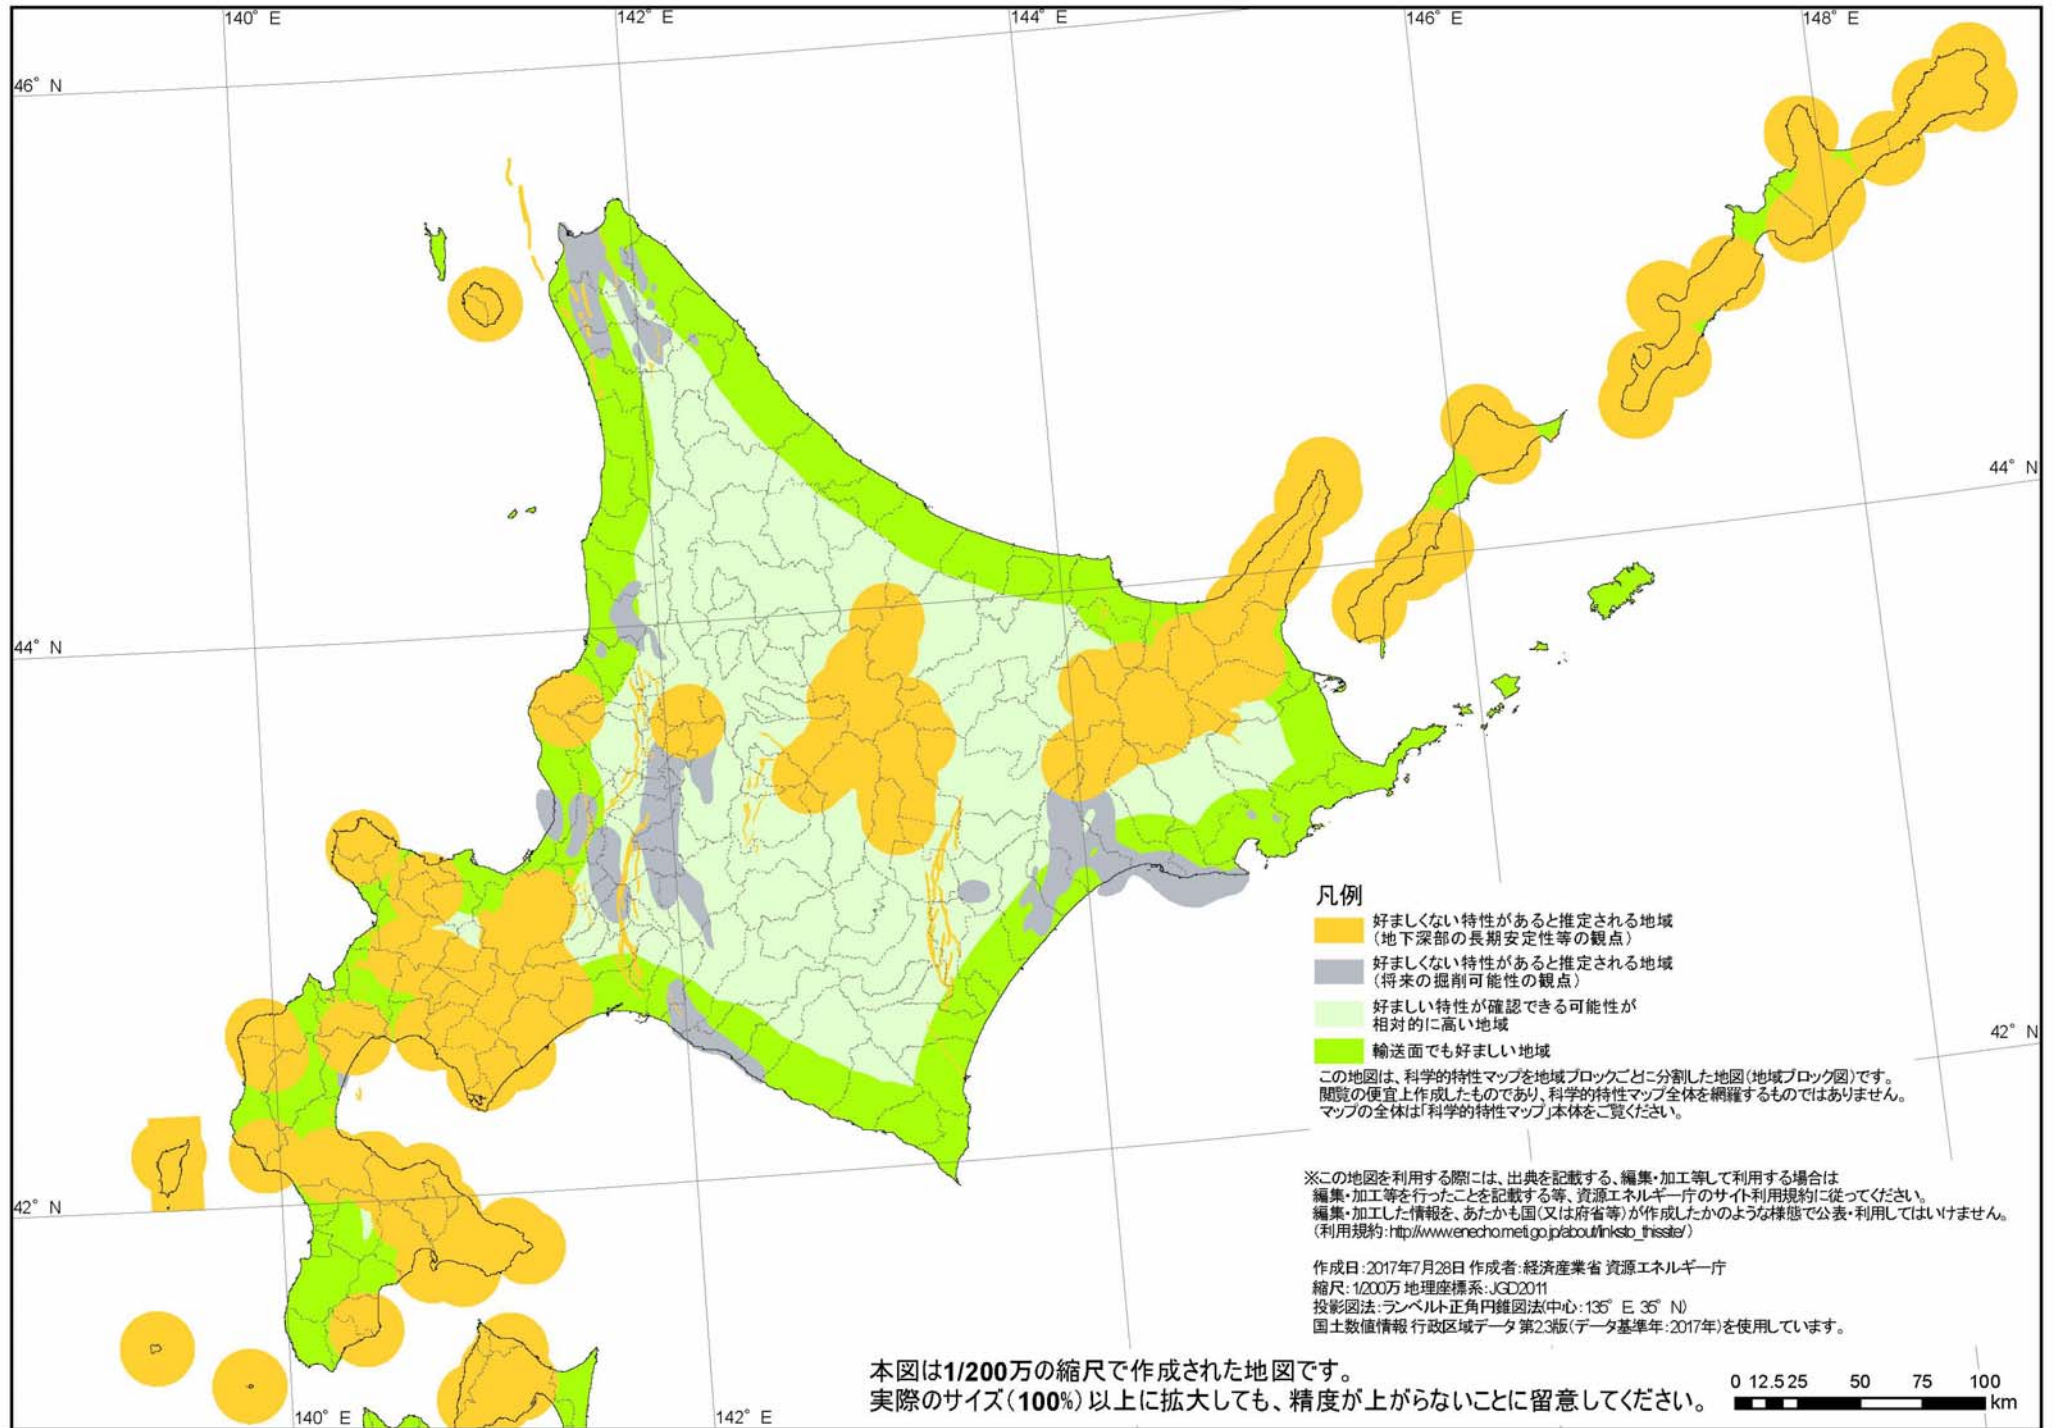 140° E
142° E
144° E
146° E
148° E
46° N
44° N
44° N
42° N
42° N
凡例
好ましくない特性があると推定される地域
（地下深部の長期安定性等の観点）
好ましくない特性があると推定される地域
（将来の掘削可能性の観点）
好ましい特性が確認できる可能性が
相対的に高い地域
輸送面でも好ましい地域
この地図は、科学的特性マップを地域ブロックごとに分割した地図（地域ブロック図）です。
閲覧の便宜上作成したものであり、科学的特性マップ全体を網羅するものではありません。
マップの全体は「科学的特性マップ」本体をご覧ください。
※この地図を利用する際には、出典を記載する、編集・加工等して利用する場合は
編集・加工等を行ったことを記載する等、資源エネルギー庁のサイト利用規約に従ってください。
編集・加工した情報を、あたかも国（又は府省等）が作成したかのような様態で公表・利用してはいけません。
（利用規約：http://www.enecho.meti.go.jp/about/linksto_thissite/）
作成日：2017年7月28日 作成者：経済産業省 資源エネルギー庁
縮尺：1/200万 地理座標系：JGD2011
投影図法：ランベルト正角円錐図法（中心：135° E 35° N）
国土数値情報 行政区域データ 第2.3版（データ基準年：2017年）を使用しています。
本図は1/200万の縮尺で作成された地図です。
実際のサイズ（100%）以上に拡大しても、精度が上がらないことに留意してください。
0 12.5 25 50 75 100
km
140° E
142° E